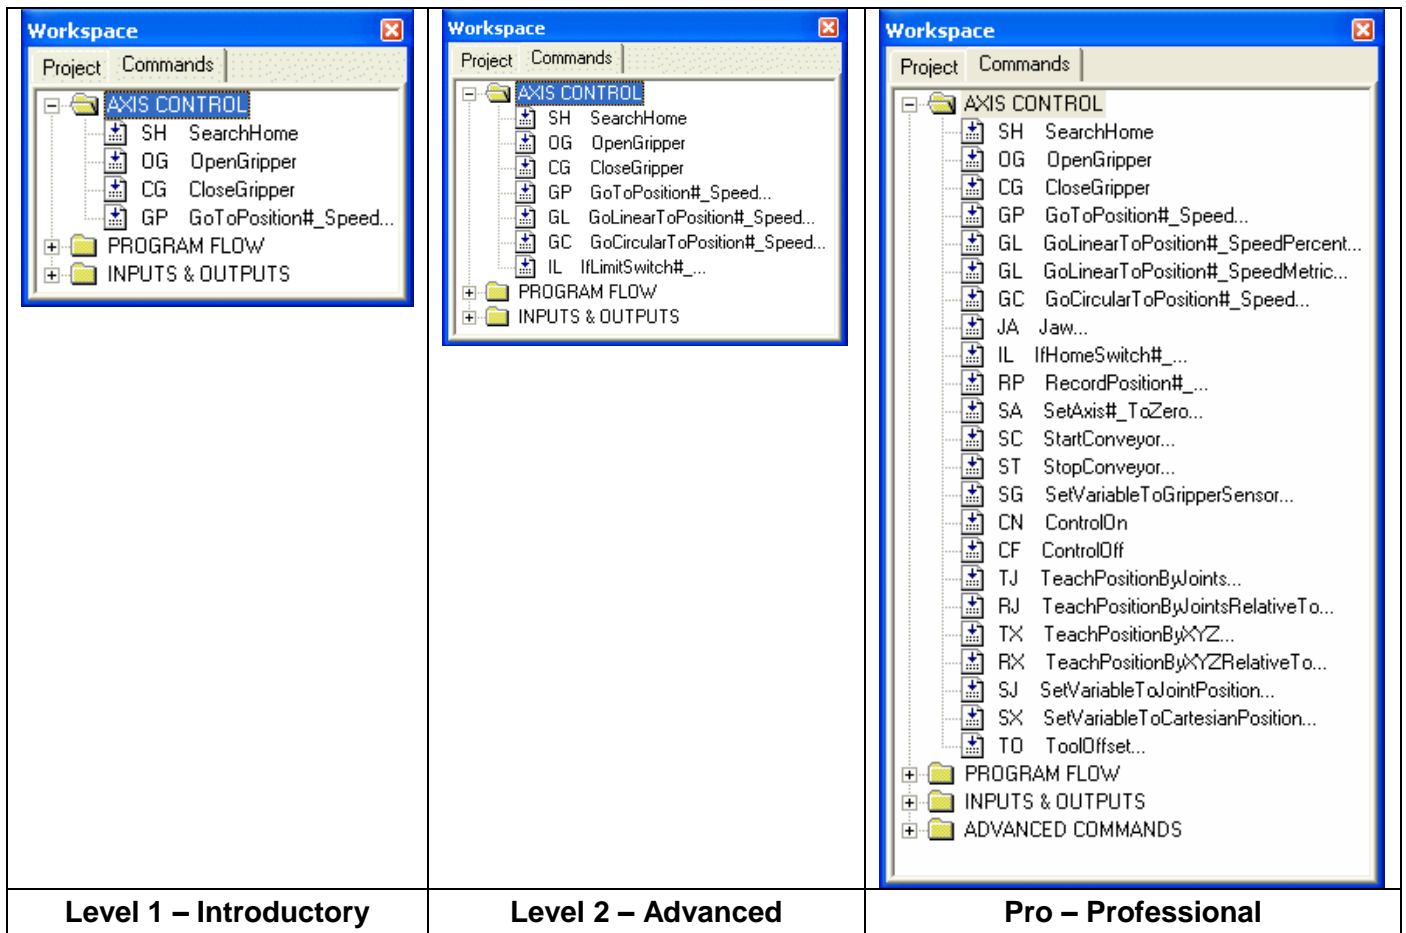 Workspace
Project Commands
AXIS CONTROL
SH SearchHome
OG OpenGripper
CG CloseGripper
GP GoToPosition#_Speed...
PROGRAM FLOW
INPUTS & OUTPUTS
Level 1 – Introductory
Workspace
Project Commands
AXIS CONTROL
SH SearchHome
OG OpenGripper
CG CloseGripper
GP GoToPosition#_Speed...
GL GoLinearToPosition#_Speed...
GC GoCircularToPosition#_Speed...
IL IfLimitSwitch#_...
PROGRAM FLOW
INPUTS & OUTPUTS
Level 2 – Advanced
Workspace
Project Commands
AXIS CONTROL
SH SearchHome
OG OpenGripper
CG CloseGripper
GP GoToPosition#_Speed...
GL GoLinearToPosition#_SpeedPercent...
GL GoLinearToPosition#_SpeedMetric...
GC GoCircularToPosition#_Speed...
JA Jaw...
IL IfHomeSwitch#_...
RP RecordPosition#_...
SA SetAxis#_ToZero...
SC StartConveyor...
ST StopConveyor...
SG SetVariableToGripperSensor...
CN ControlOn
CF ControlOff
TJ TeachPositionByJoints...
RJ TeachPositionByJointsRelativeTo...
TX TeachPositionByXYZ...
RX TeachPositionByXYZRelativeTo...
SJ SetVariableToJointPosition...
SX SetVariableToCartesianPosition...
TO ToolOffset...
PROGRAM FLOW
INPUTS & OUTPUTS
ADVANCED COMMANDS
Pro – Professional